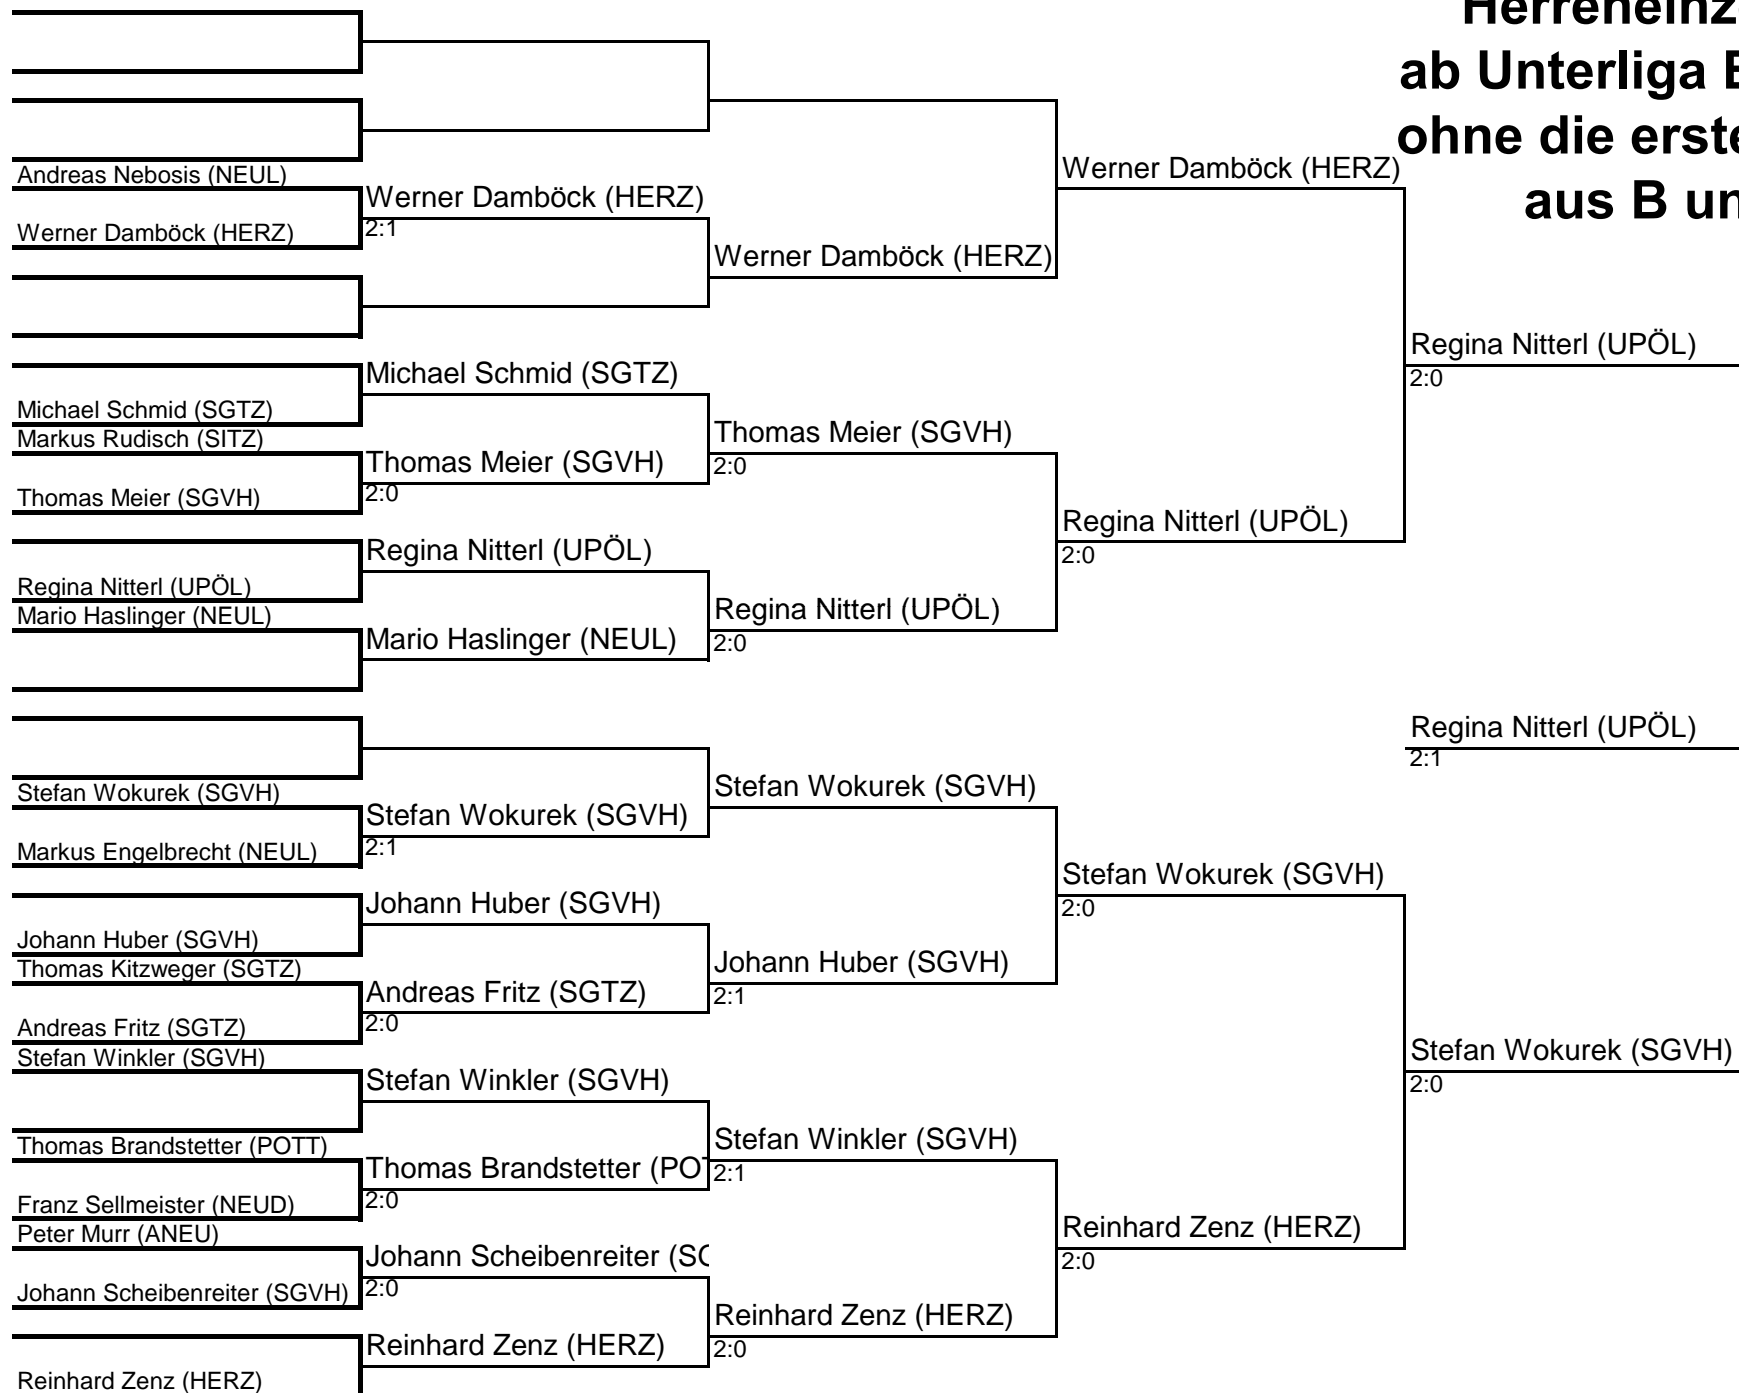 Herreneinz
ab Unterliga
ohne die erste
aus B un
Andreas Nebosis (NEUL)
Werner Damböck (HERZ)
Michael Schmid (SGTZ)
Markus Rudisch (SITZ)
Thomas Meier (SGVH)
Regina Nitterl (UPÖL)
Mario Haslinger (NEUL)
Stefan Wokurek (SGVH)
Markus Engelbrecht (NEUL)
Johann Huber (SGVH)
Thomas Kitzweger (SGTZ)
Andreas Fritz (SGTZ)
Stefan Winkler (SGVH)
Thomas Brandstetter (POTT)
Franz Sellmeister (NEUD)
Peter Murr (ANEU)
Johann Scheibenreiter (SGVH)
Reinhard Zenz (HERZ)
Werner Damböck (HERZ)
2:1
Michael Schmid (SGTZ)
Thomas Meier (SGVH)
2:0
Regina Nitterl (UPÖL)
Mario Haslinger (NEUL)
Stefan Wokurek (SGVH)
2:1
Johann Huber (SGVH)
Andreas Fritz (SGTZ)
2:0
Stefan Winkler (SGVH)
Thomas Brandstetter (PO
2:0
Johann Scheibenreiter (S
2:0
Reinhard Zenz (HERZ)
Werner Damböck (HERZ)
Thomas Meier (SGVH)
2:0
Regina Nitterl (UPÖL)
2:0
Stefan Wokurek (SGVH)
Johann Huber (SGVH)
2:1
Stefan Winkler (SGVH)
2:1
Reinhard Zenz (HERZ)
2:0
Werner Damböck (HERZ)
Regina Nitterl (UPÖL)
2:0
Stefan Wokurek (SGVH)
2:0
Reinhard Zenz (HERZ)
2:0
Regina Nitterl (UPÖL)
2:0
Regina Nitterl (UPÖL)
2:1
Stefan Wokurek (SGVH)
2:0